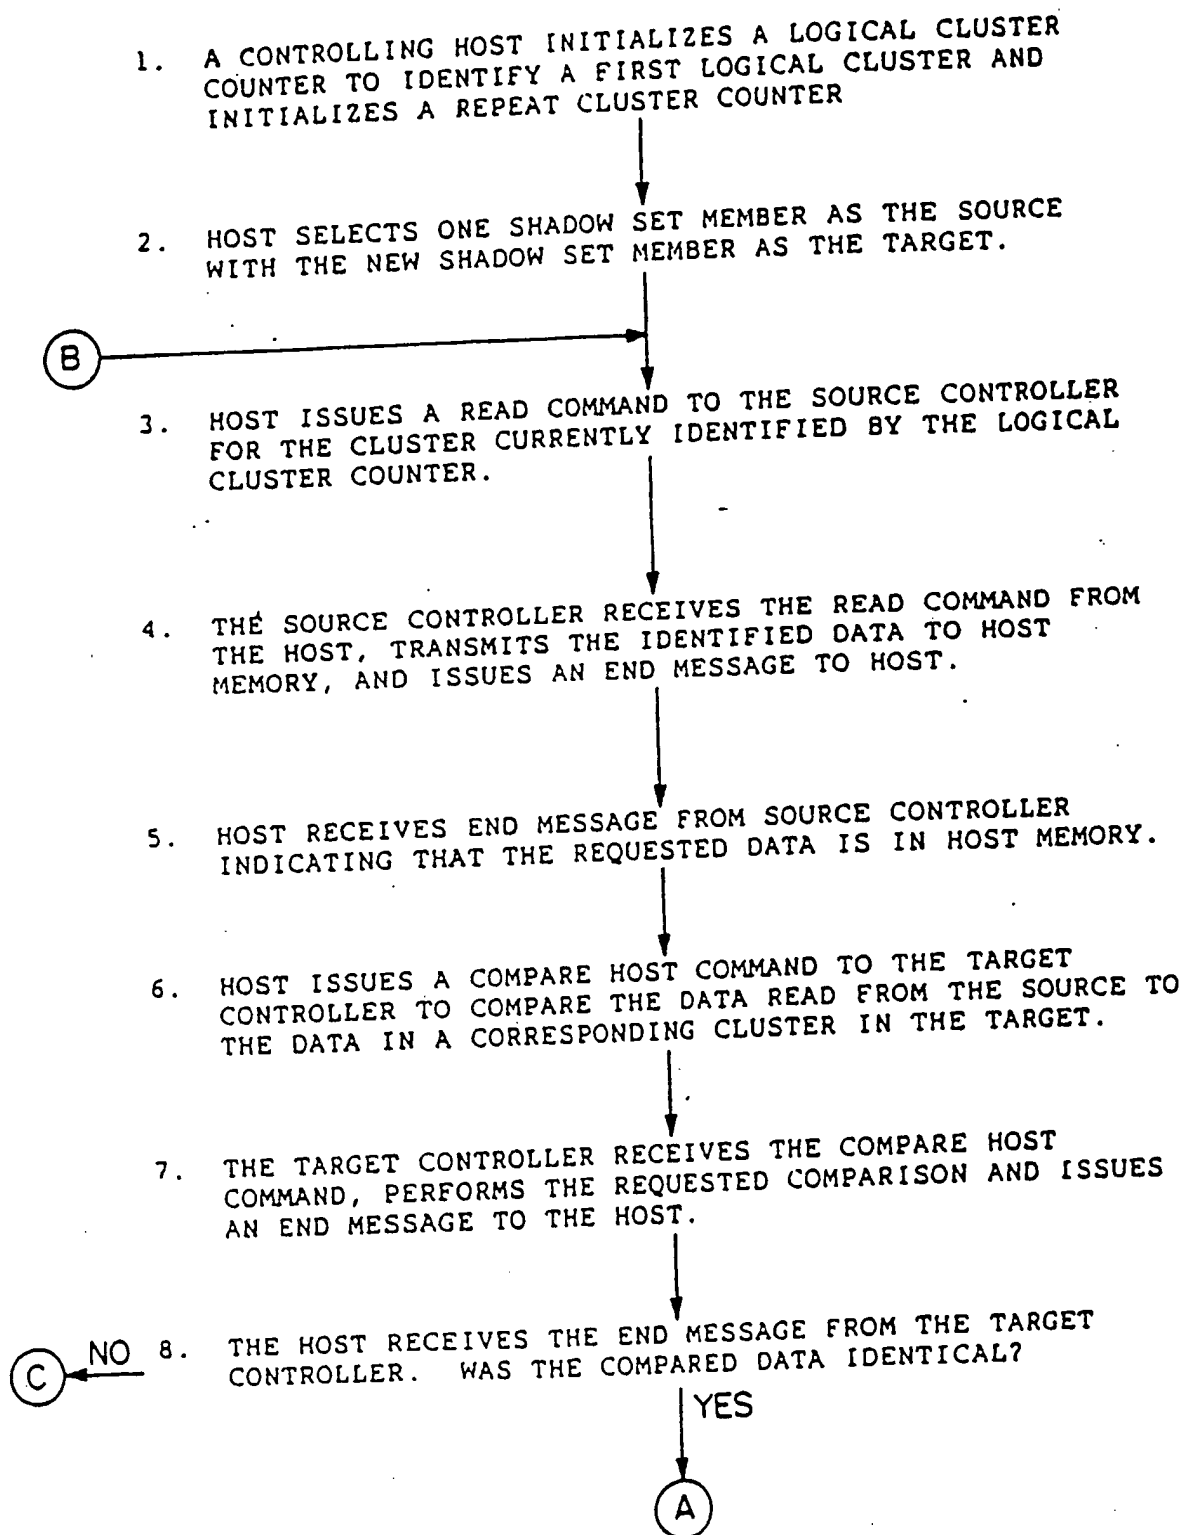 1. A CONTROLLING HOST INITIALIZES A LOGICAL CLUSTER
COUNTER TO IDENTIFY A FIRST LOGICAL CLUSTER AND
INITIALIZES A REPEAT CLUSTER COUNTER
2. HOST SELECTS ONE SHADOW SET MEMBER AS THE SOURCE
WITH THE NEW SHADOW SET MEMBER AS THE TARGET.
B
3. HOST ISSUES A READ COMMAND TO THE SOURCE CONTROLLER
FOR THE CLUSTER CURRENTLY IDENTIFIED BY THE LOGICAL
CLUSTER COUNTER.
4. THE SOURCE CONTROLLER RECEIVES THE READ COMMAND FROM
THE HOST, TRANSMITS THE IDENTIFIED DATA TO HOST
MEMORY, AND ISSUES AN END MESSAGE TO HOST.
5. HOST RECEIVES END MESSAGE FROM SOURCE CONTROLLER
INDICATING THAT THE REQUESTED DATA IS IN HOST MEMORY.
6. HOST ISSUES A COMPARE HOST COMMAND TO THE TARGET
CONTROLLER TO COMPARE THE DATA READ FROM THE SOURCE TO
THE DATA IN A CORRESPONDING CLUSTER IN THE TARGET.
7. THE TARGET CONTROLLER RECEIVES THE COMPARE HOST
COMMAND, PERFORMS THE REQUESTED COMPARISON AND ISSUES
AN END MESSAGE TO THE HOST.
C NO 8. THE HOST RECEIVES THE END MESSAGE FROM THE TARGET
CONTROLLER. WAS THE COMPARED DATA IDENTICAL?
YES
A